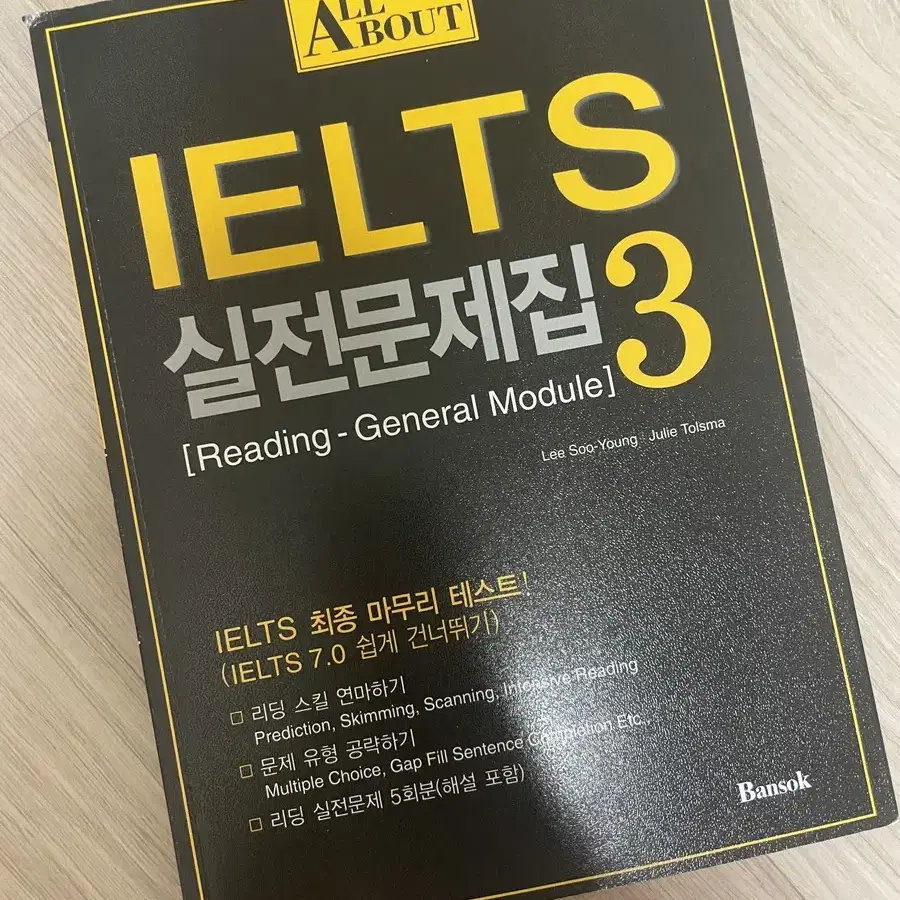 ALL
ABOUT
IELTS
실전문제집 3
[Reading - General Module]
Lee Soo-Young · Julie Tolsma
IELTS 최종 마무리 테스트!
(IELTS 7.0 쉽게 건너뛰기)
□ 리딩 스킬 연마하기
Prediction, Skimming, Scanning, Intensive Reading
□ 문제 유형 공략하기
Multiple Choice, Gap Fill Sentence Completion Etc.,
□ 리딩 실전문제 5회분(해설 포함)
Bansok